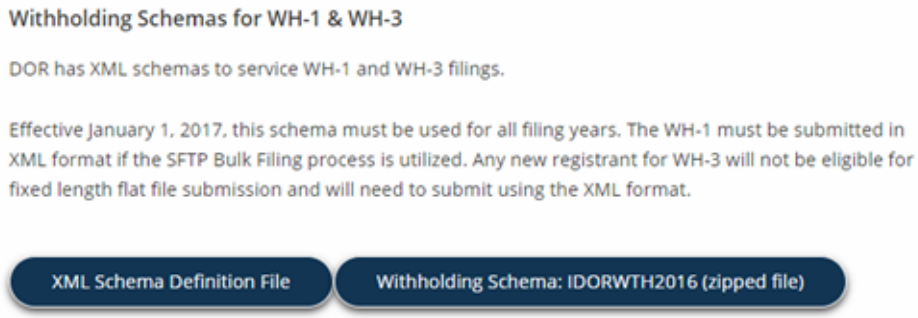 Withholding Schemas for WH-1 & WH-3
DOR has XML schemas to service WH-1 and WH-3 filings.
Effective January 1, 2017, this schema must be used for all filing years. The WH-1 must be submitted in
XML format if the SFTP Bulk Filing process is utilized. Any new registrant for WH-3 will not be eligible for
fixed length flat file submission and will need to submit using the XML format.
XML Schema Definition File
Withholding Schema: IDORWTH2016 (zipped file)